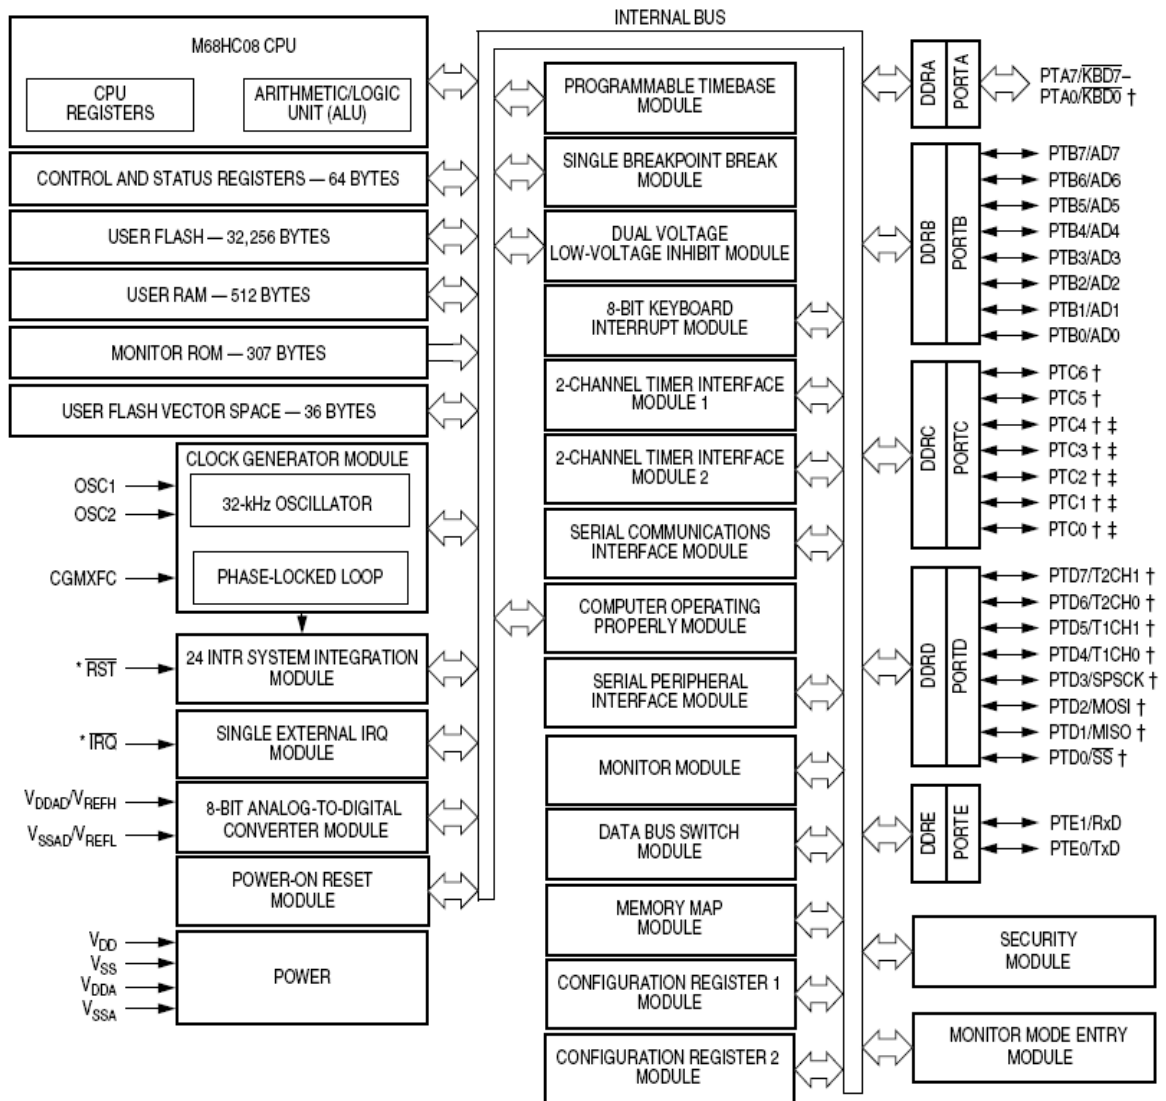 INTERNAL BUS
M68HC08 CPU
CPU
REGISTERS
ARITHMETIC/LOGIC
UNIT (ALU)
CONTROL AND STATUS REGISTERS — 64 BYTES
USER FLASH — 32,256 BYTES
USER RAM — 512 BYTES
MONITOR ROM — 307 BYTES
USER FLASH VECTOR SPACE — 36 BYTES
CLOCK GENERATOR MODULE
32-kHz OSCILLATOR
PHASE-LOCKED LOOP
OSC1
OSC2
CGMXFC
24 INTR SYSTEM INTEGRATION
MODULE
* RST
SINGLE EXTERNAL IRQ
MODULE
* IRQ
8-BIT ANALOG-TO-DIGITAL
CONVERTER MODULE
VDDAD/VREFH
VSSAD/VREFL
POWER-ON RESET
MODULE
POWER
VDD
VSS
VDDA
VSSA
PROGRAMMABLE TIMEBASE
MODULE
SINGLE BREAKPOINT BREAK
MODULE
DUAL VOLTAGE
LOW-VOLTAGE INHIBIT MODULE
8-BIT KEYBOARD
INTERRUPT MODULE
2-CHANNEL TIMER INTERFACE
MODULE 1
2-CHANNEL TIMER INTERFACE
MODULE 2
SERIAL COMMUNICATIONS
INTERFACE MODULE
COMPUTER OPERATING
PROPERLY MODULE
SERIAL PERIPHERAL
INTERFACE MODULE
MONITOR MODULE
DATA BUS SWITCH
MODULE
MEMORY MAP
MODULE
CONFIGURATION REGISTER 1
MODULE
CONFIGURATION REGISTER 2
MODULE
DDRA
PORTA
PTA7/KBD7–
PTA0/KBD0 †
DDRB
PORTB
PTB7/AD7
PTB6/AD6
PTB5/AD5
PTB4/AD4
PTB3/AD3
PTB2/AD2
PTB1/AD1
PTB0/AD0
DDRC
PORTC
PTC6 †
PTC5 †
PTC4 † ‡
PTC3 † ‡
PTC2 † ‡
PTC1 † ‡
PTC0 † ‡
DDRD
PORTD
PTD7/T2CH1 †
PTD6/T2CH0 †
PTD5/T1CH1 †
PTD4/T1CH0 †
PTD3/SPSCK †
PTD2/MOSI †
PTD1/MISO †
PTD0/SS †
DDRE
PORTE
PTE1/RxD
PTE0/TxD
SECURITY
MODULE
MONITOR MODE ENTRY
MODULE